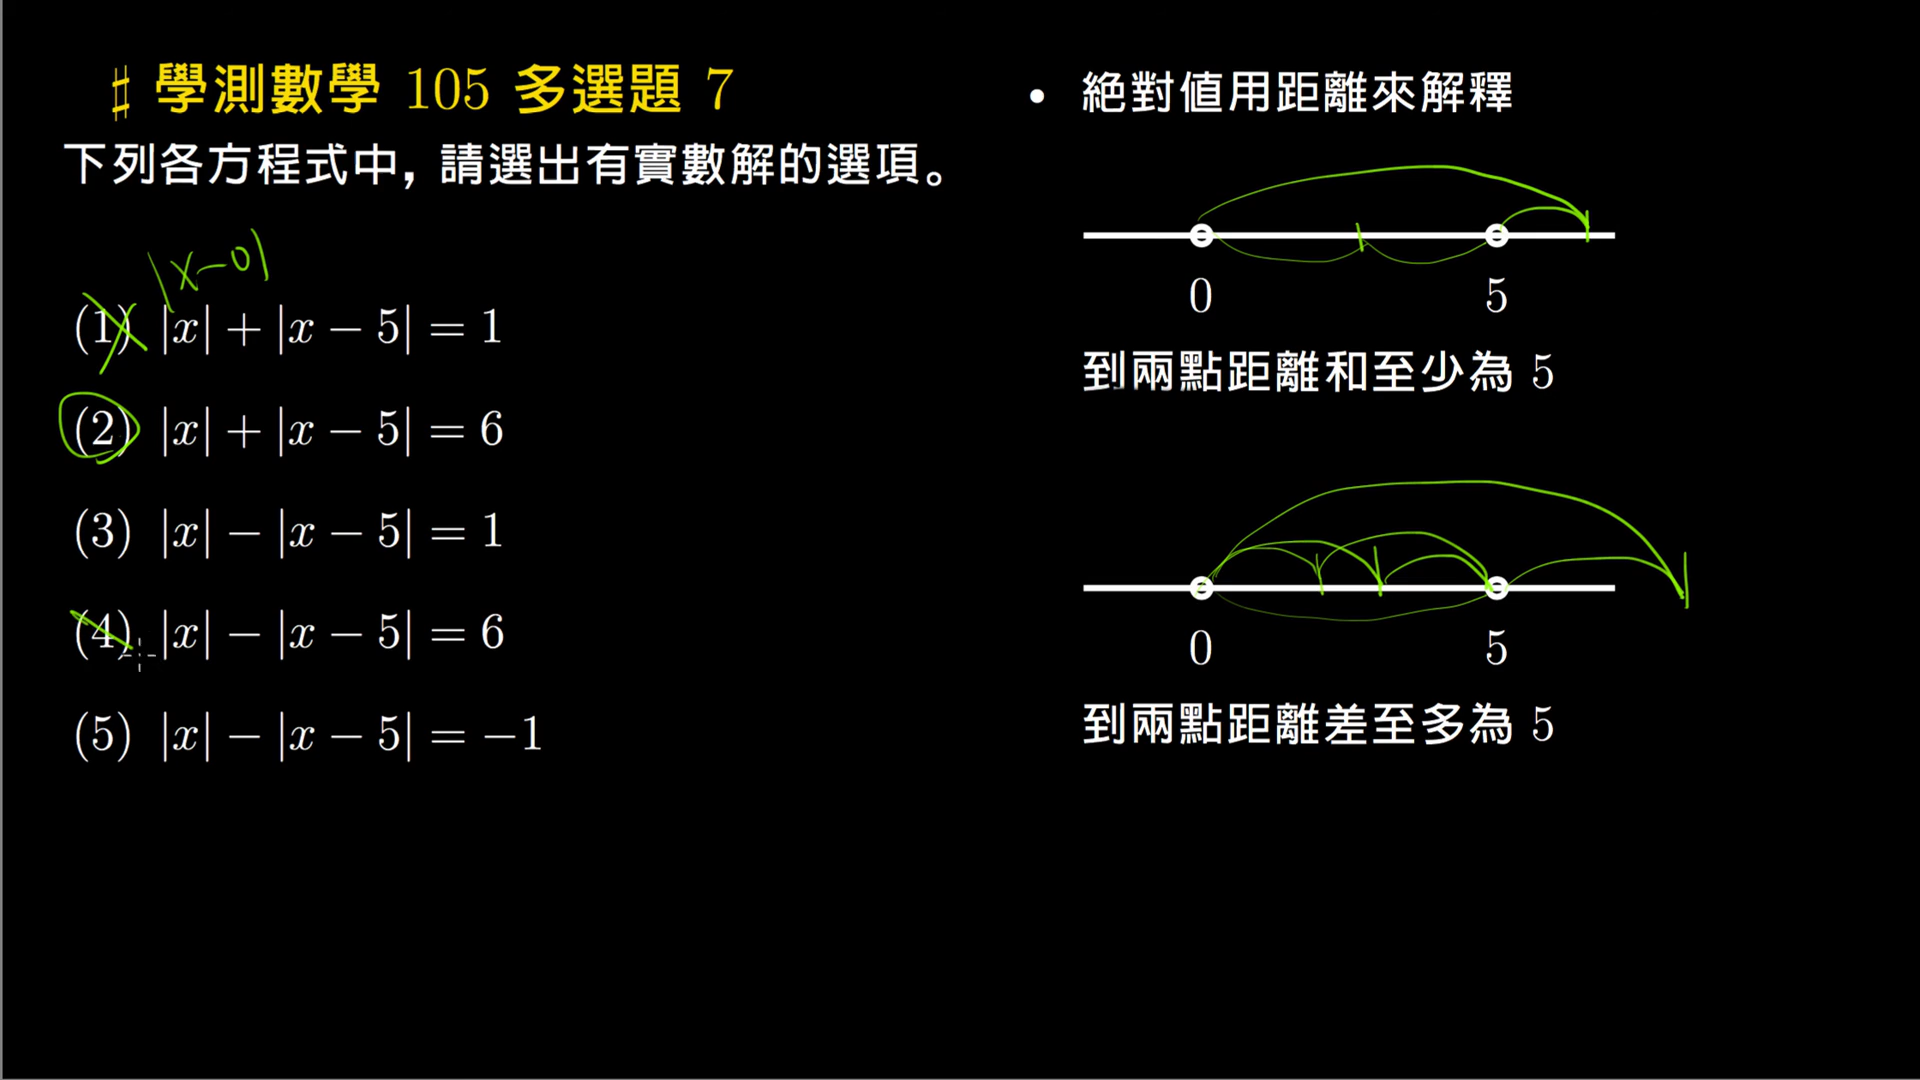 ♯ 學測數學 105 多選題 7
下列各方程式中，請選出有實數解的選項。
|x-0|
(1) |x| + |x − 5| = 1
(2) |x| + |x − 5| = 6
(3) |x| − |x − 5| = 1
(4) |x| − |x − 5| = 6
(5) |x| − |x − 5| = −1
• 絕對值用距離來解釋
0 5
到兩點距離和至少為 5
0 5
到兩點距離差至多為 5